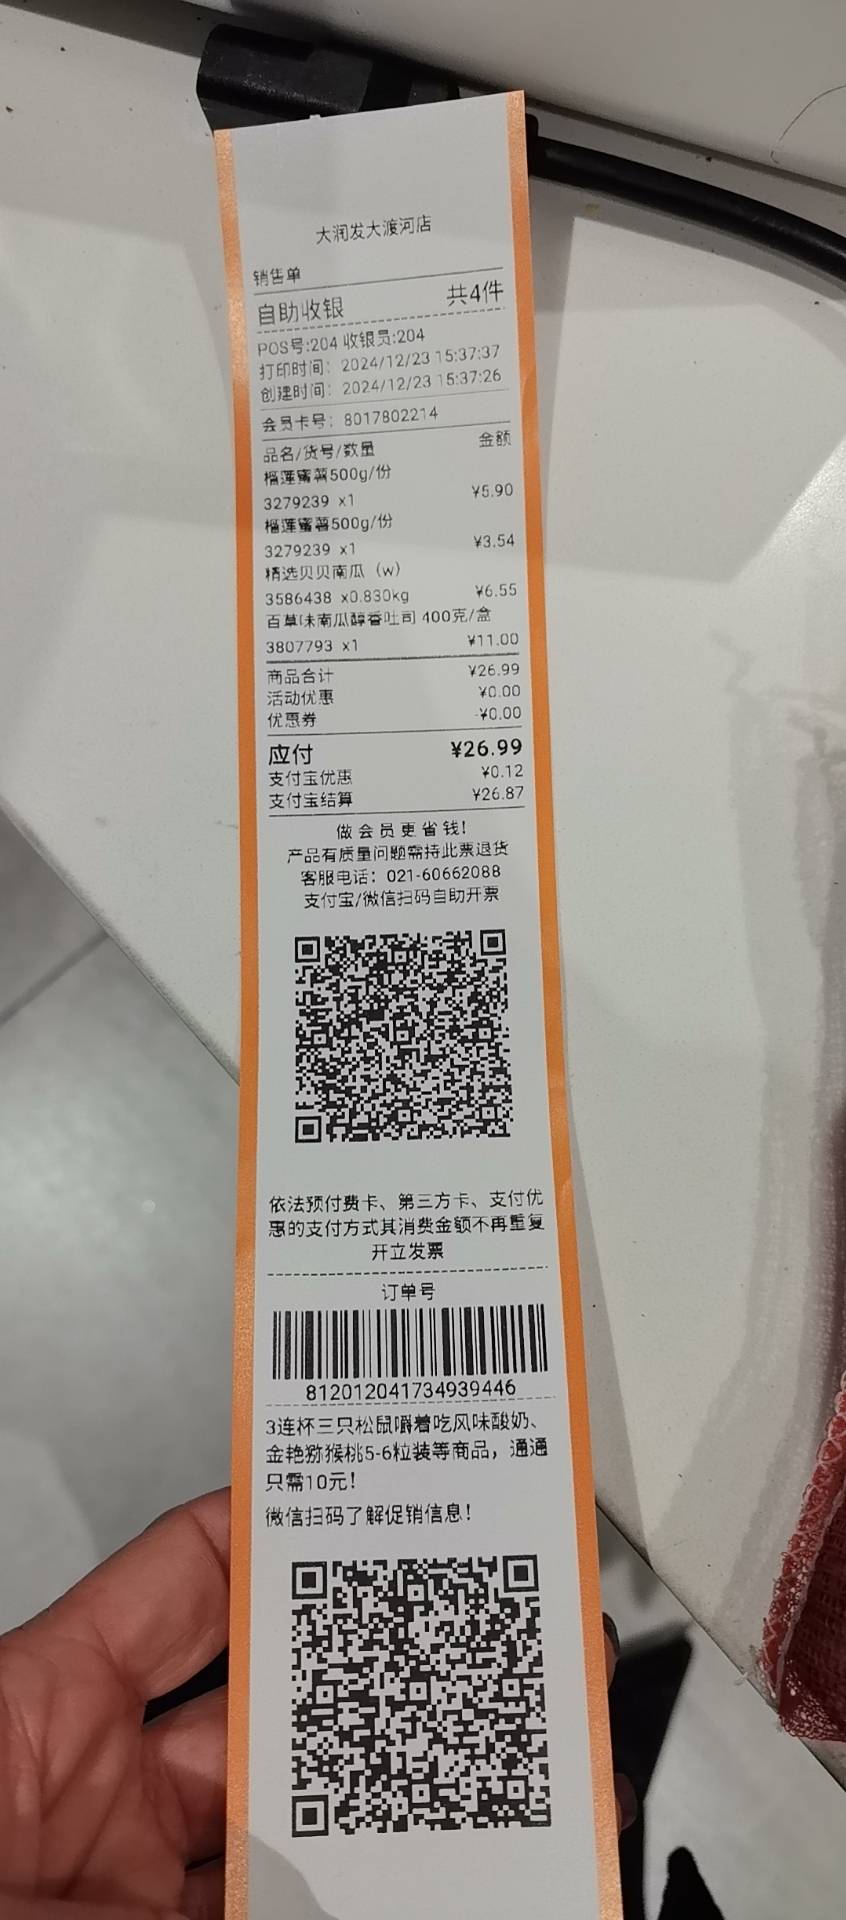 大润发大渡河店
销售单
自助收银 共4件
POS号:204 收银员:204
打印时间：2024/12/23 15:37:37
创建时间：2024/12/23 15:37:26
会员卡号：8017802214
品名/货号/数量 金额
榴莲蜜薯500g/份
3279239 x1 ¥5.90
榴莲蜜薯500g/份
3279239 x1 ¥3.54
精选贝贝南瓜（w）
3586438 x0.830kg ¥6.55
百草味南瓜醇香吐司 400克/盒
3807793 x1 ¥11.00
商品合计 ¥26.99
活动优惠 ¥0.00
优惠券 -¥0.00
应付 ¥26.99
支付宝优惠 ¥0.12
支付宝结算 ¥26.87
做会员更省钱!
产品有质量问题需持此票退货
客服电话：021-60662088
支付宝/微信扫码自助开票
依法预付费卡、第三方卡、支付优
惠的支付方式其消费金额不再重复
开立发票
订单号
812012041734939446
3连杯三只松鼠嚼着吃风味酸奶、
金艳猕猴桃5-6粒装等商品，通通
只需10元!
微信扫码了解促销信息!